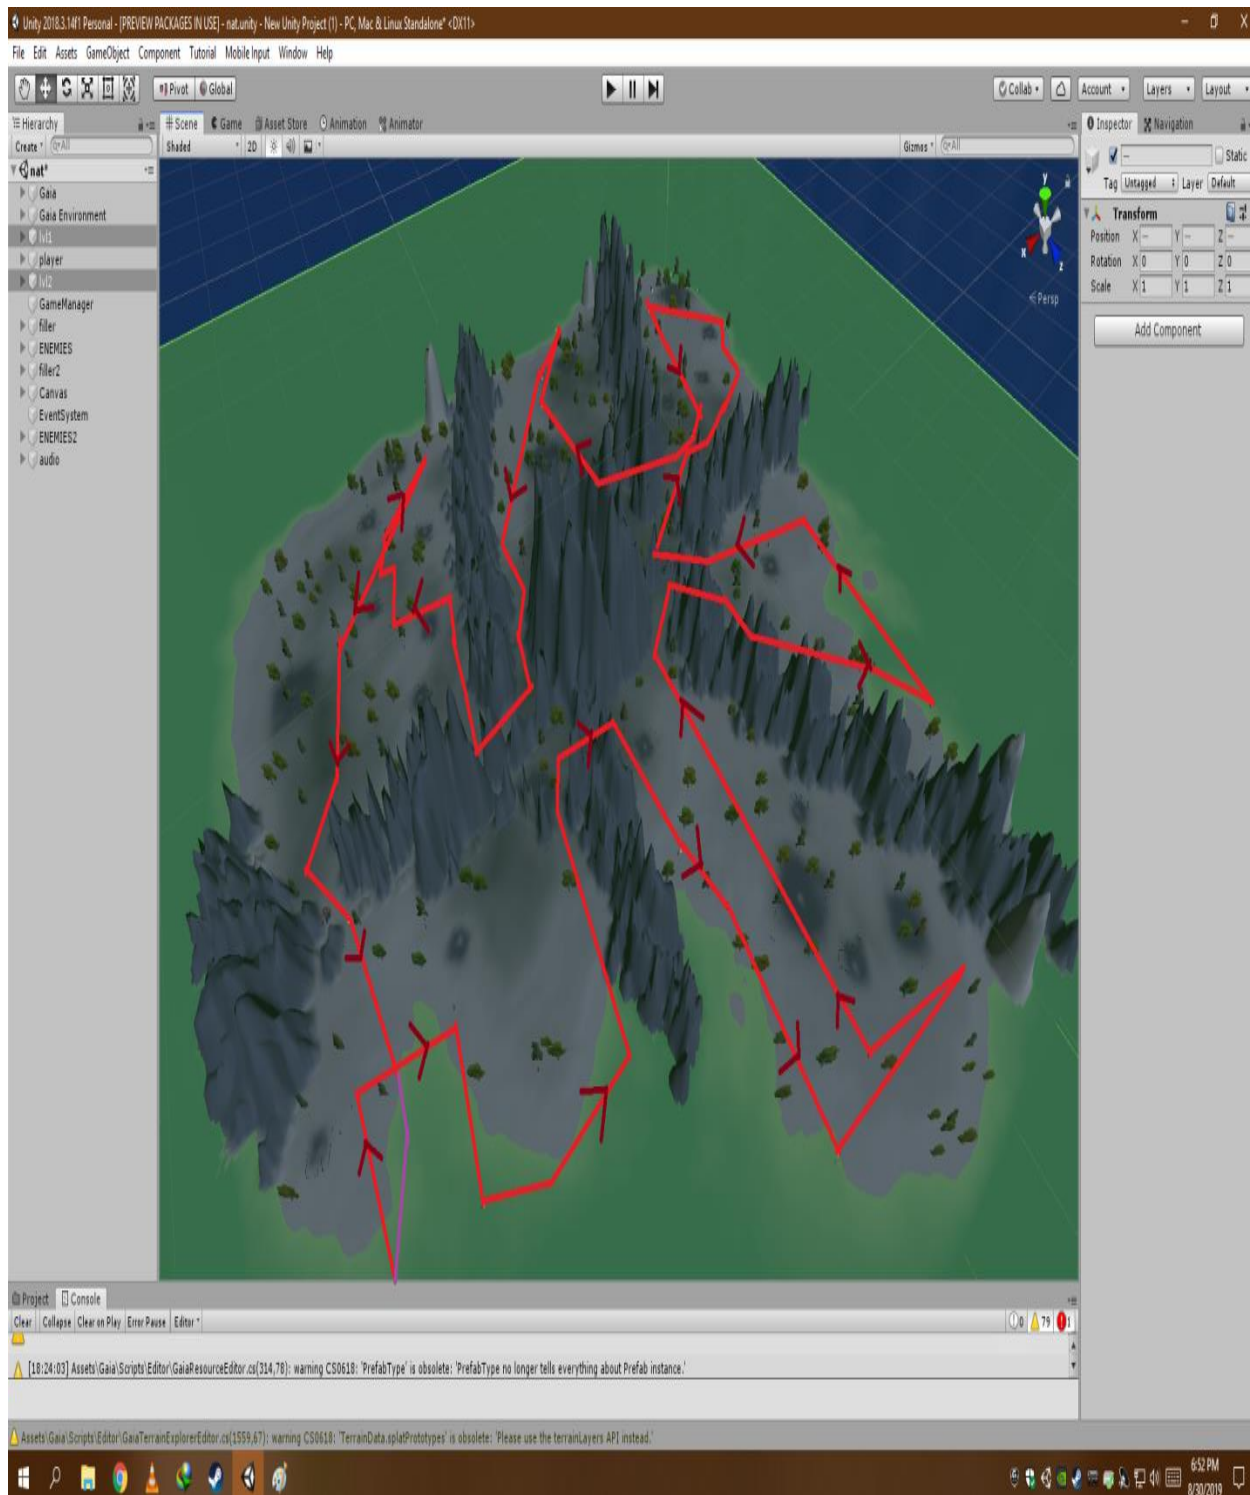 Unity 2018.3.14f1 Personal - [PREVIEW PACKAGES IN USE] - nat.unity - New Unity Project (1) - PC, Mac & Linux Standalone* <DX11>
File Edit Assets GameObject Component Tutorial Mobile Input Window Help
Pivot Global Collab Account Layers Layout
Hierarchy Scene Game Asset Store Animation Animator Inspector Navigation
Create All Shaded 2D Gizmos All
nat*
Gaia
Gaia Environment
lvl1
player
lvl2
GameManager
filler
ENEMIES
filler2
Canvas
EventSystem
ENEMIES2
audio
y
x
z
Persp
– Static
Tag Untagged Layer Default
Transform
Position X – Y – Z –
Rotation X 0 Y 0 Z 0
Scale X 1 Y 1 Z 1
Add Component
Project Console
Clear Collapse Clear on Play Error Pause Editor 0 79 1
[18:24:03] Assets\Gaia\Scripts\Editor\GaiaResourceEditor.cs(314,78): warning CS0618: 'PrefabType' is obsolete: 'PrefabType no longer tells everything about Prefab instance.'
Assets\Gaia\Scripts\Editor\GaiaTerrainExplorerEditor.cs(1559,67): warning CS0618: 'TerrainData.splatPrototypes' is obsolete: 'Please use the terrainLayers API instead.'
6:52 PM
8/30/2019